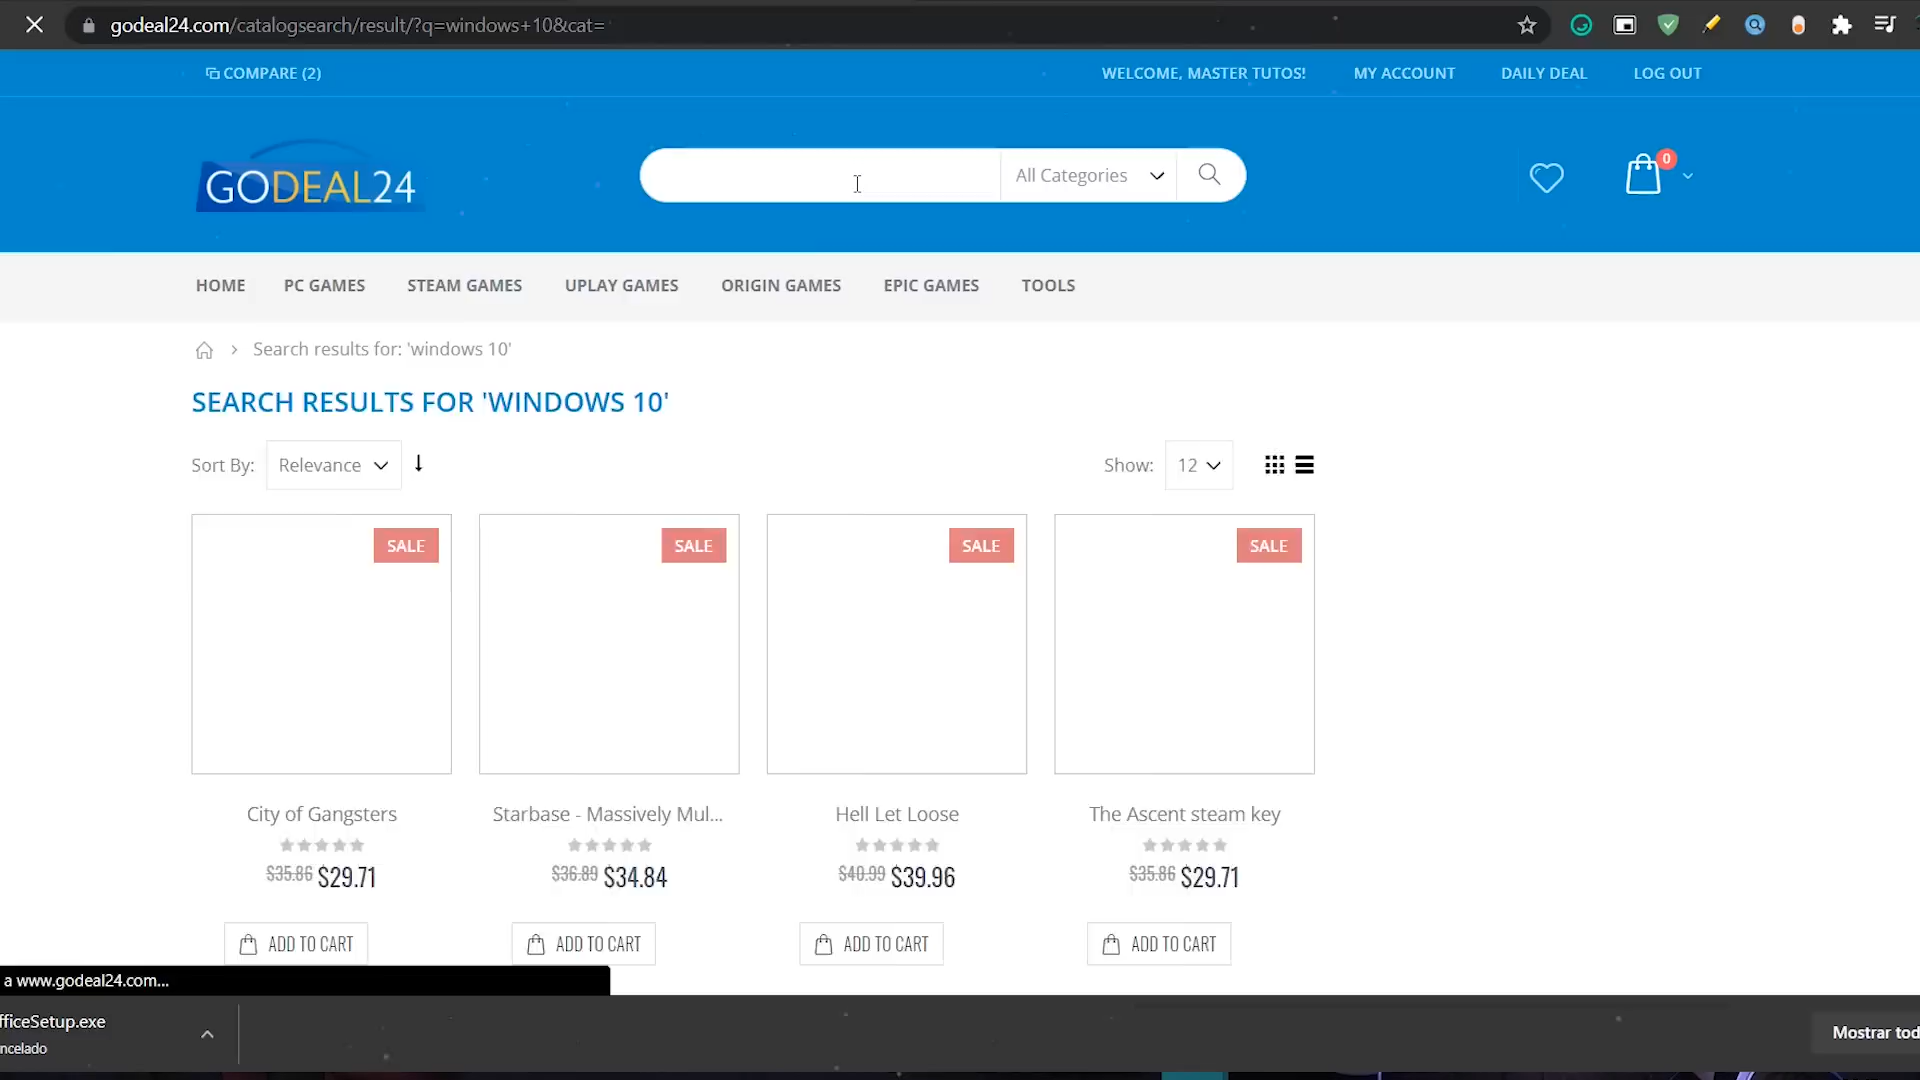 godeal24.com/catalogsearch/result/?q=windows+10&cat=
COMPARE (2)
WELCOME, MASTER TUTOS!
MY ACCOUNT
DAILY DEAL
LOG OUT
GODEAL24
All Categories
0
HOME
PC GAMES
STEAM GAMES
UPLAY GAMES
ORIGIN GAMES
EPIC GAMES
TOOLS
Search results for: 'windows 10'
SEARCH RESULTS FOR 'WINDOWS 10'
Sort By:
Relevance
Show:
12
SALE
SALE
SALE
SALE
City of Gangsters
Starbase - Massively Mul...
Hell Let Loose
The Ascent steam key
$35.86 $29.71
$36.89 $34.84
$40.99 $39.96
$35.86 $29.71
ADD TO CART
ADD TO CART
ADD TO CART
ADD TO CART
a www.godeal24.com...
fficeSetup.exe
ncelado
Mostrar tod